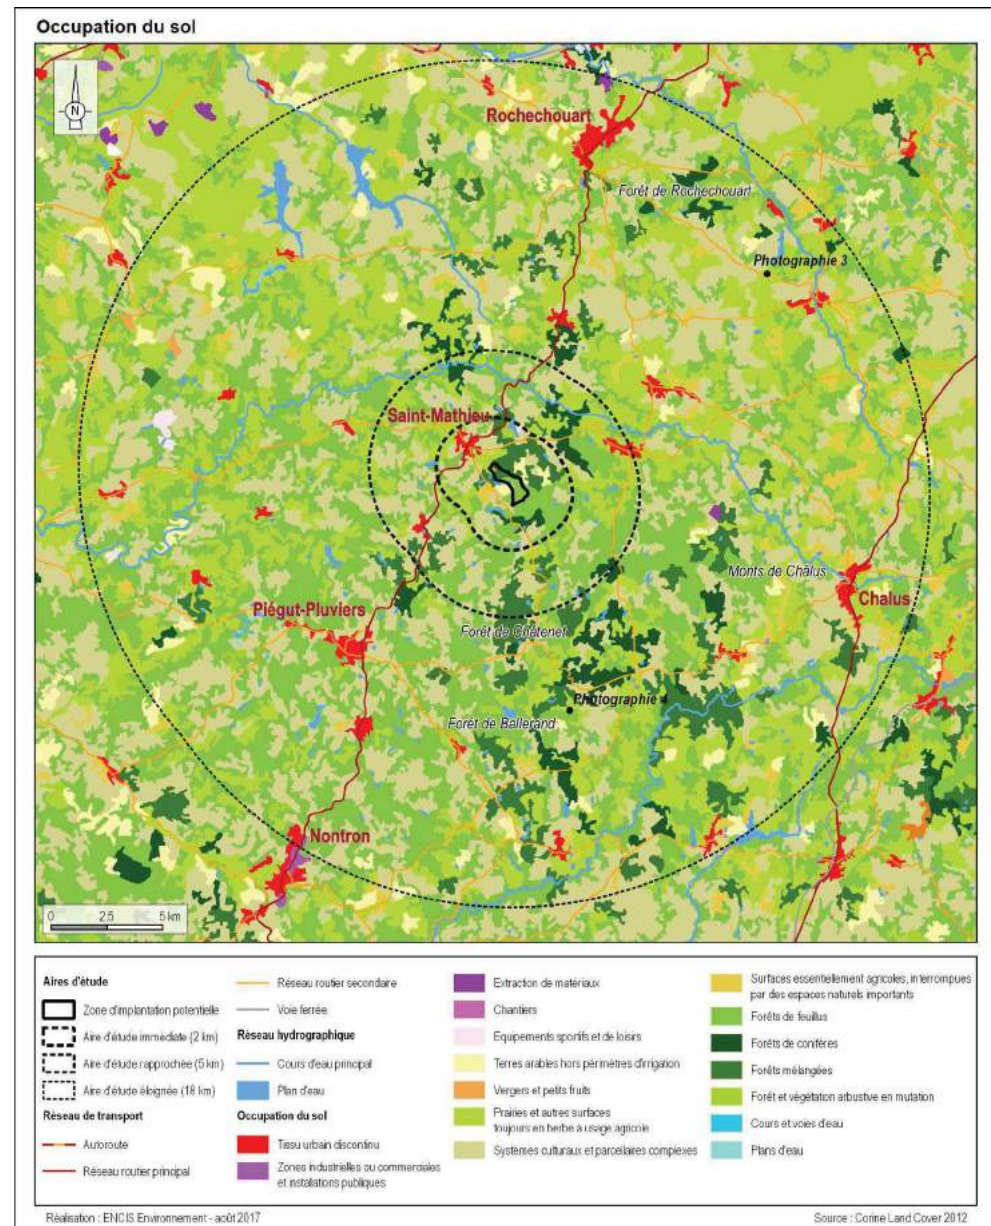 Occupation du sol
N
Rochechouart
Forêt de Rochechouart
Photographie 3
Saint-Mathieu
Monts de Châlus
Chalus
Piégut-Pluviers
Forêt de Châtenet
Photographie 4
Forêt de Ballerand
Nontron
0 2,5 5 km
Aires d'étude
Zone d'implantation potentielle
Aire d'étude immédiate (2 km)
Aire d'étude rapprochée (5 km)
Aire d'étude éloignée (18 km)
Réseau de transport
Autoroute
Réseau routier principal
Réseau routier secondaire
Voie ferrée
Réseau hydrographique
Cours d'eau principal
Plan d'eau
Occupation du sol
Tissu urbain discontinu
Zones industrielles ou commerciales
et installations publiques
Extraction de matériaux
Chantiers
Equipements sportifs et de loisirs
Terres arables hors périmètres d'irrigation
Vergers et petits fruits
Prairies et autres surfaces
toujours en herbe à usage agricole
Systèmes culturaux et parcellaires complexes
Surfaces essentiellement agricoles, interrompues
par des espaces naturels importants
Forêts de feuillus
Forêts de conifères
Forêts mélangées
Forêt et végétation arbustive en mutation
Cours et voies d'eau
Plans d'eau
Réalisation : ENCIS Environnement - août 2017
Source : Corine Land Cover 2012